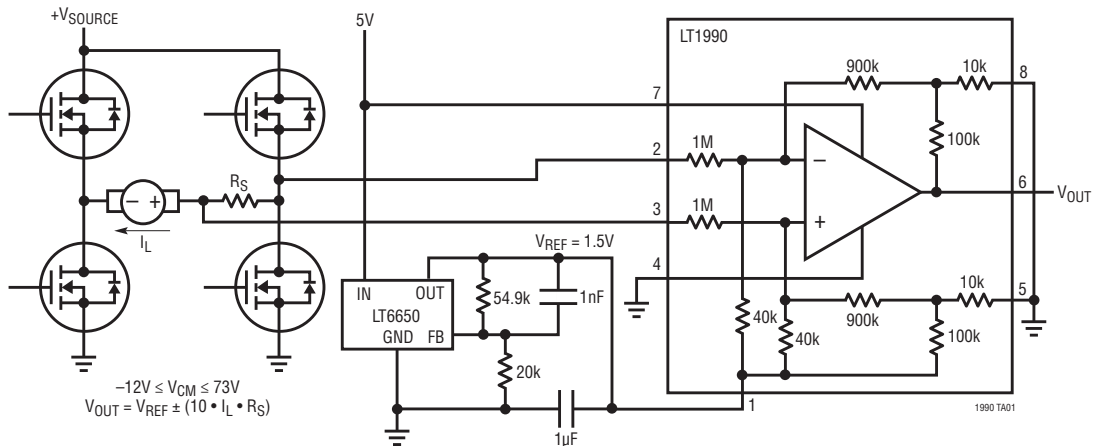 +VSOURCE
5V
LT1990
900k
10k
8
7
100k
2
1M
−
6
VOUT
RS
− +
IL
3
1M
+
4
VREF = 1.5V
IN
OUT
54.9k
1nF
LT6650
GND
FB
20k
40k
40k
900k
10k
5
100k
1
1µF
−12V ≤ VCM ≤ 73V
VOUT = VREF ± (10 • IL • RS)
1990 TA01